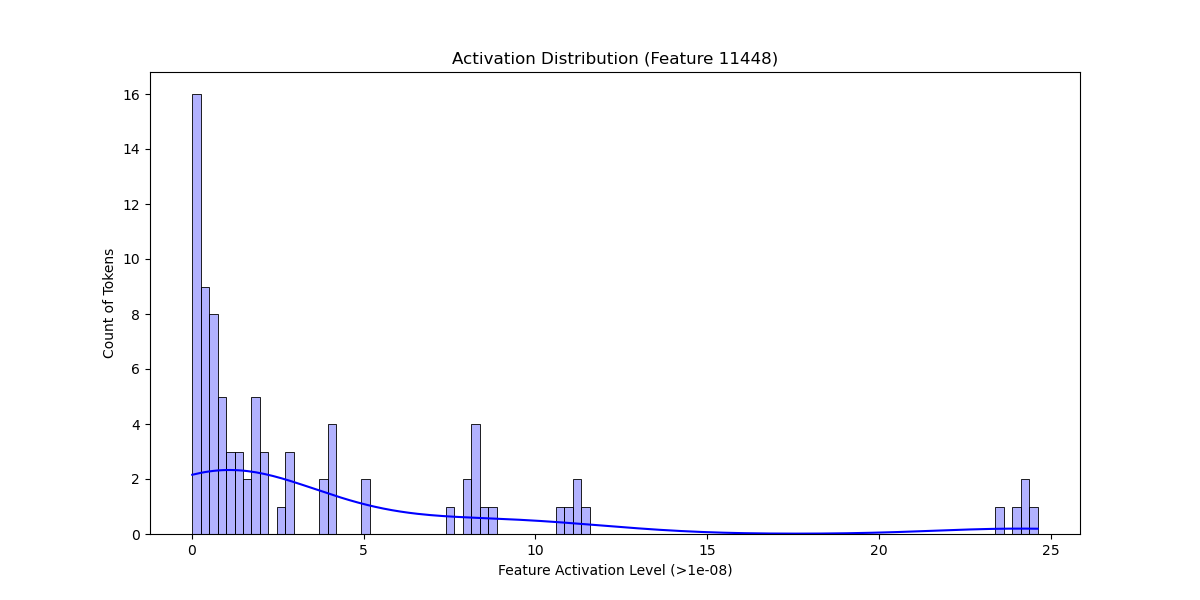 Activation Distribution (Feature 11448)
16
14
12
10
8
6
4
2
0
Count of Tokens
0 5 10 15 20 25
Feature Activation Level (>1e-08)